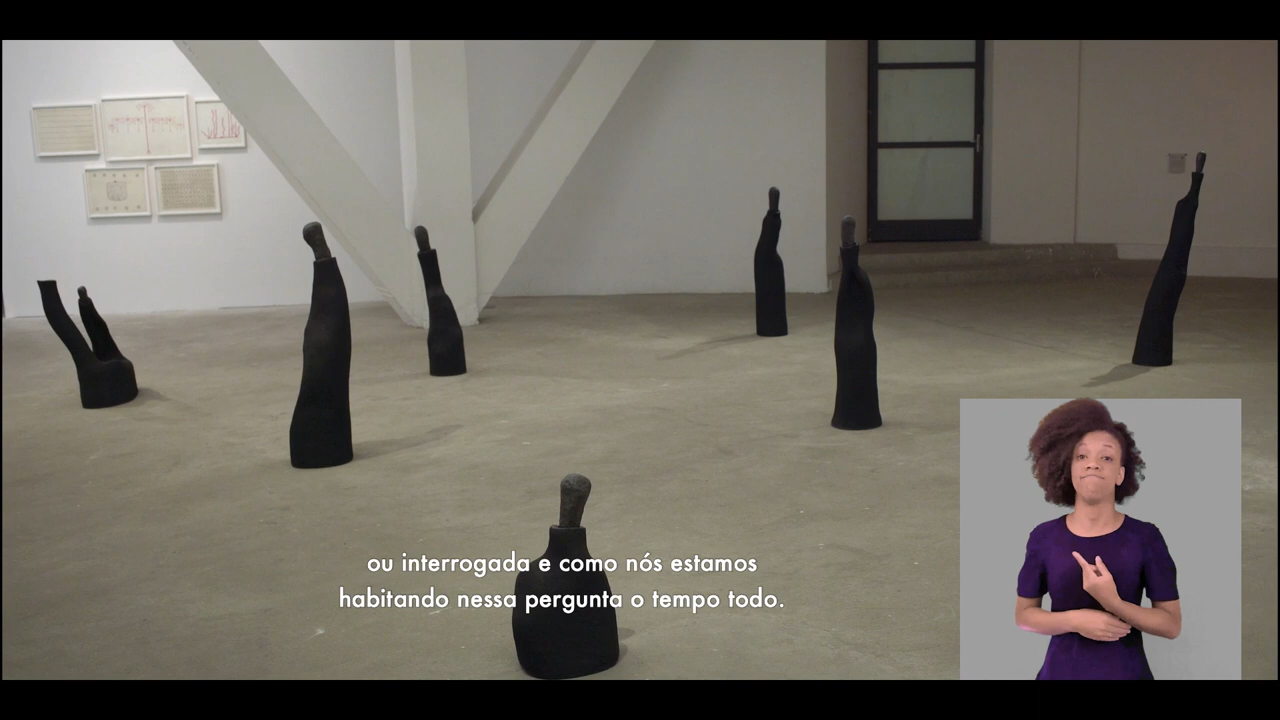 ou interrogada e como nós estamos
habitando nessa pergunta o tempo todo.